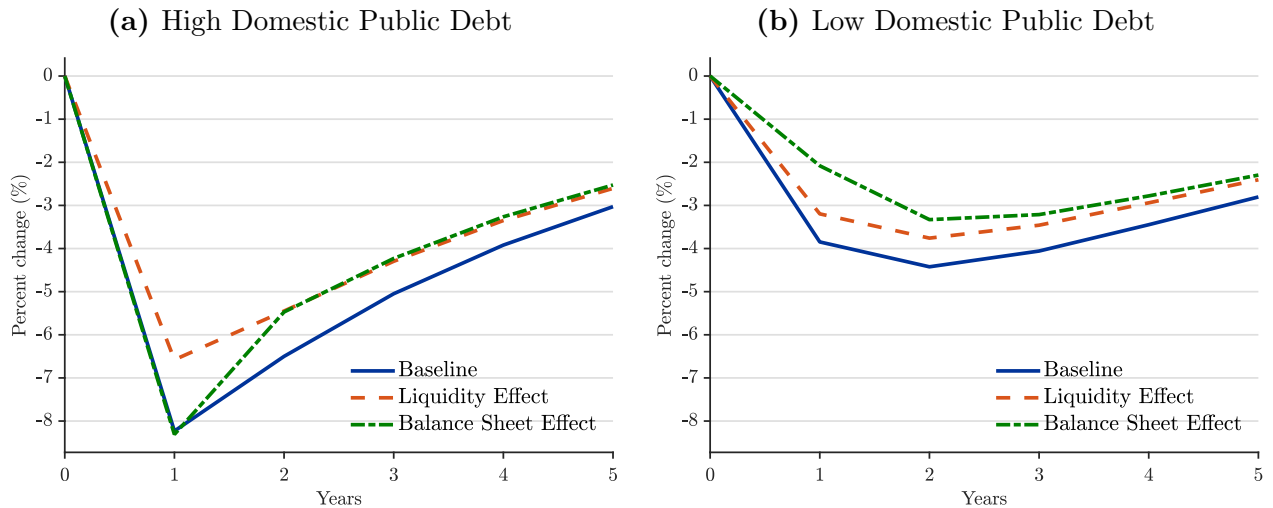 (a) High Domestic Public Debt
0
-1
-2
-3
-4
-5
-6
-7
-8
Percent change (%)
Baseline
Liquidity Effect
Balance Sheet Effect
0 1 2 3 4 5
Years
(b) Low Domestic Public Debt
0
-1
-2
-3
-4
-5
-6
-7
-8
Percent change (%)
Baseline
Liquidity Effect
Balance Sheet Effect
0 1 2 3 4 5
Years